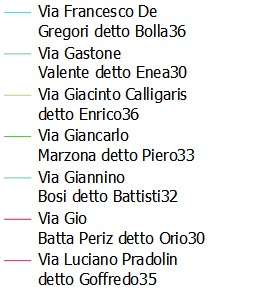 Via Francesco De
Gregori detto Bolla36
Via Gastone
Valente detto Enea30
Via Giacinto Calligaris
detto Enrico36
Via Giancarlo
Marzona detto Piero33
Via Giannino
Bosi detto Battisti32
Via Gio
Batta Periz detto Orio30
Via Luciano Pradolin
detto Goffredo35